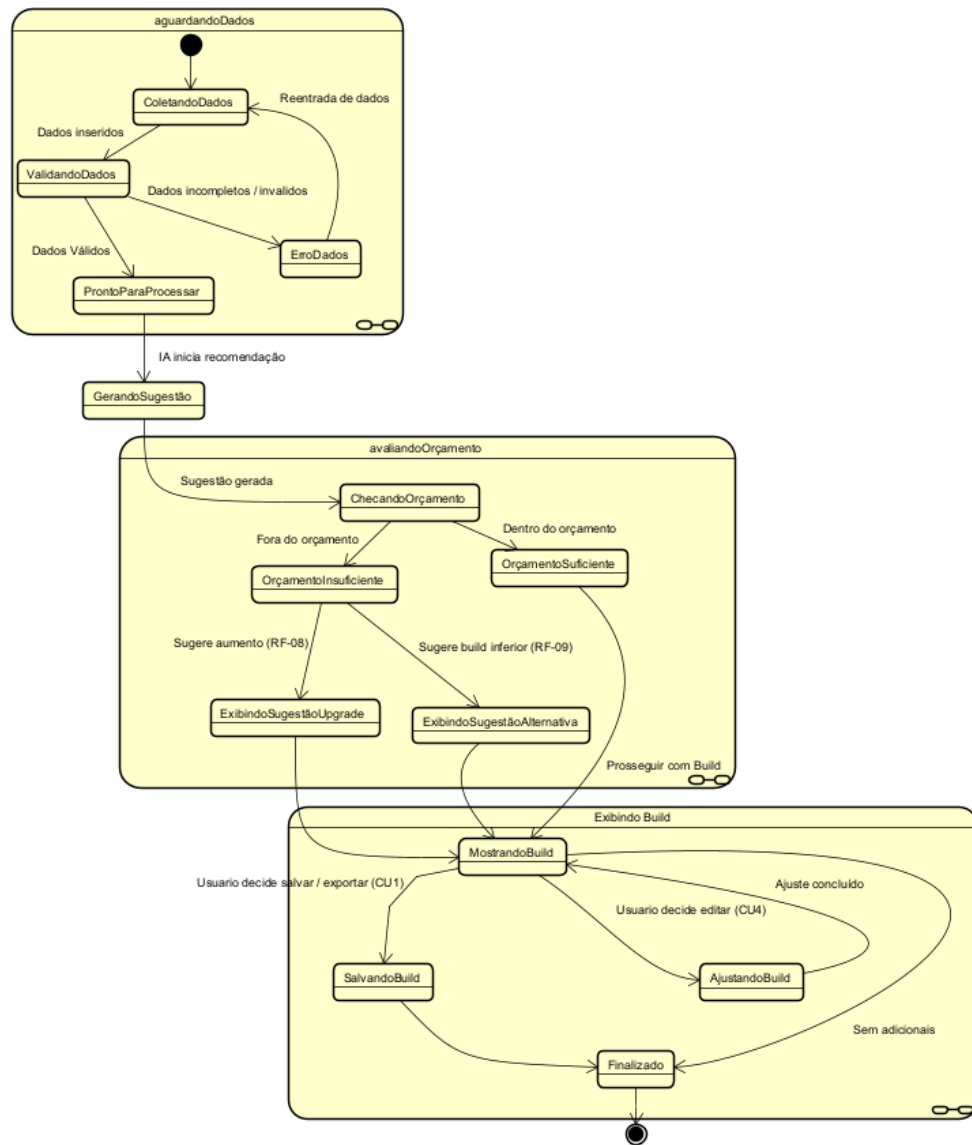 aguardandoDados
ColetandoDados
Reentrada de dados
Dados inseridos
ValidandoDados
Dados incompletos / invalidos
Dados Válidos
ErroDados
ProntoParaProcessar
IA inicia recomendação
GerandoSugestão
avaliandoOrçamento
Sugestão gerada
ChecandoOrçamento
Fora do orçamento
Dentro do orçamento
OrçamentoInsuficiente
OrçamentoSuficiente
Sugere aumento (RF-08)
Sugere build inferior (RF-09)
ExibindoSugestãoUpgrade
ExibindoSugestãoAlternativa
Prosseguir com Build
Exibindo Build
MostrandoBuild
Usuario decide salvar / exportar (CU1)
Ajuste concluído
Usuario decide editar (CU4)
SalvandoBuild
AjustandoBuild
Sem adicionais
Finalizado